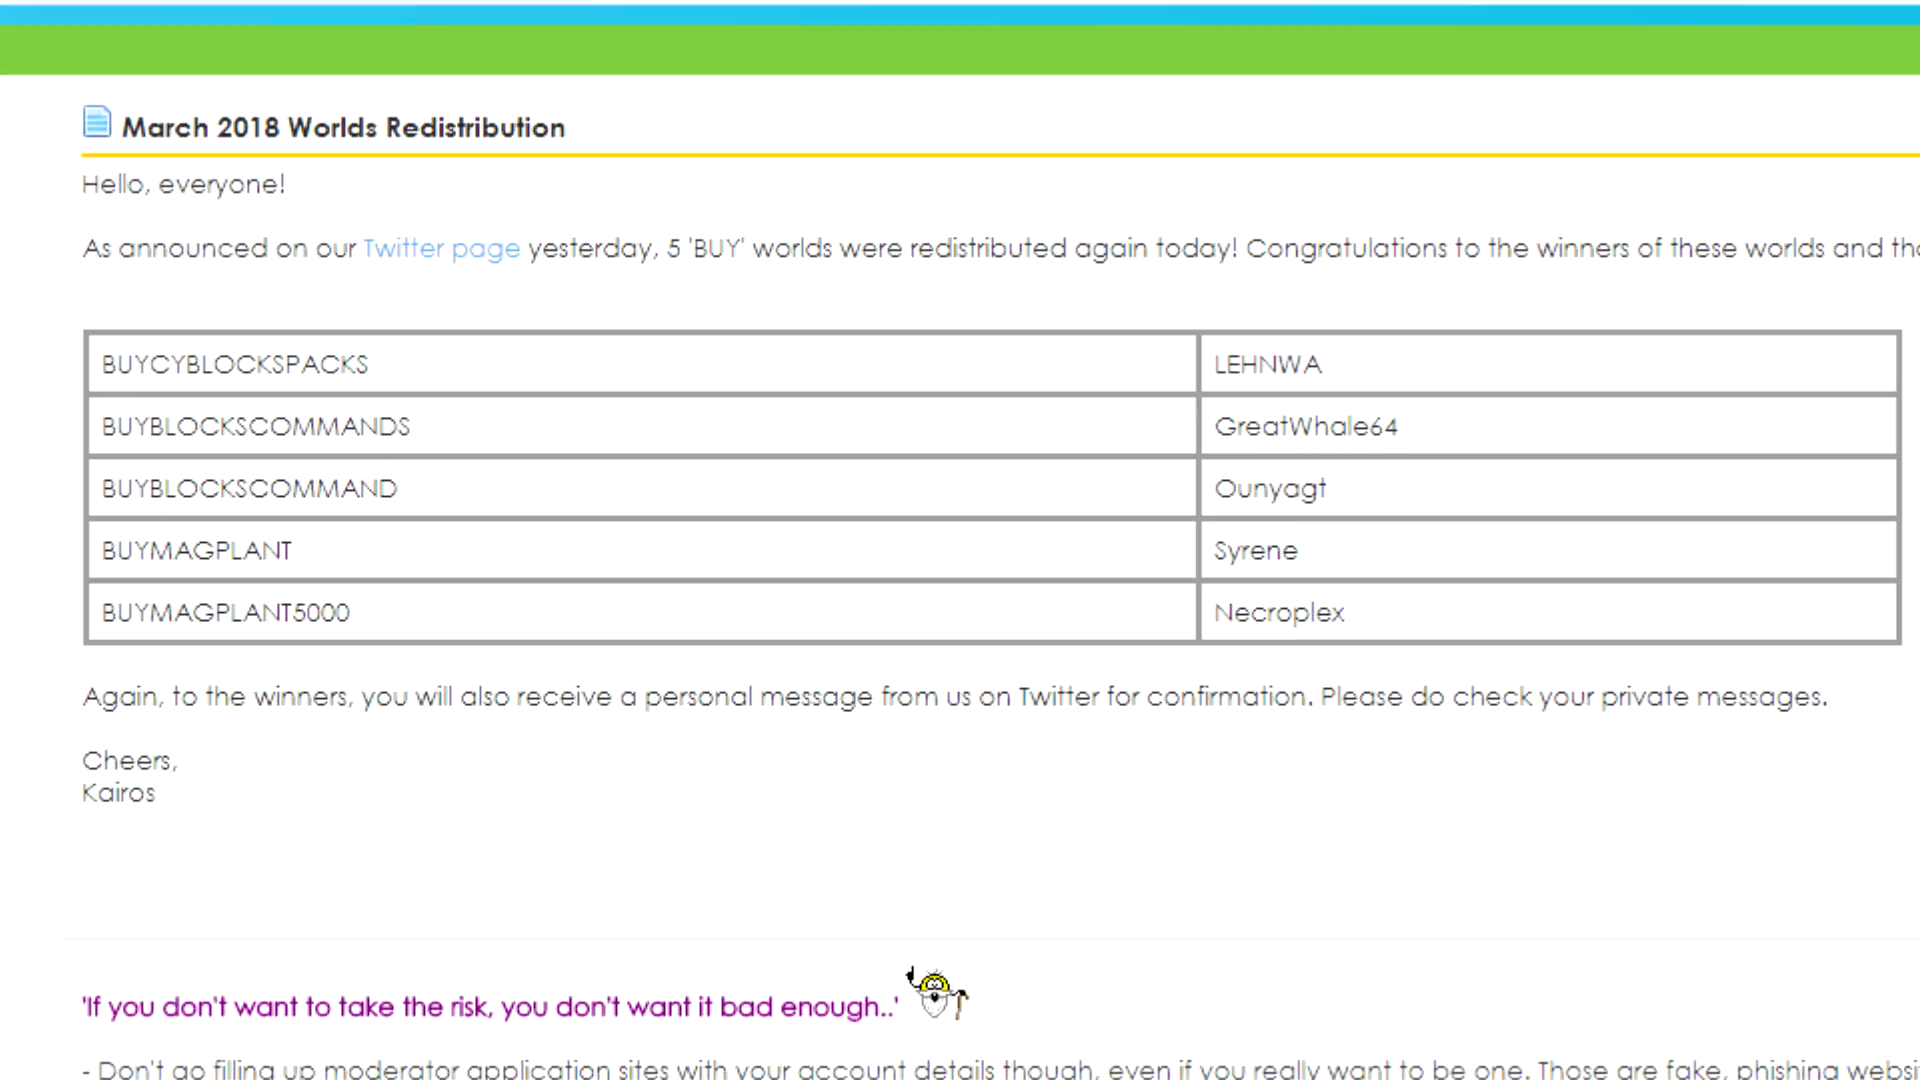 March 2018 Worlds Redistribution
Hello, everyone!
As announced on our Twitter page yesterday, 5 'BUY' worlds were redistributed again today! Congratulations to the winners of these worlds and
BUYCYBLOCKSPACKS LEHNWA
BUYBLOCKSCOMMANDS GreatWhale64
BUYBLOCKSCOMMAND Ounyagt
BUYMAGPLANT Syrene
BUYMAGPLANT5000 Necroplex
Again, to the winners, you will also receive a personal message from us on Twitter for confirmation. Please do check your private messages.
Cheers,
Kairos
'If you don't want to take the risk, you don't want it bad enough..'
- Don't go filling up moderator application sites with your account details though, even if you really want to be one. Those are fake, phishing